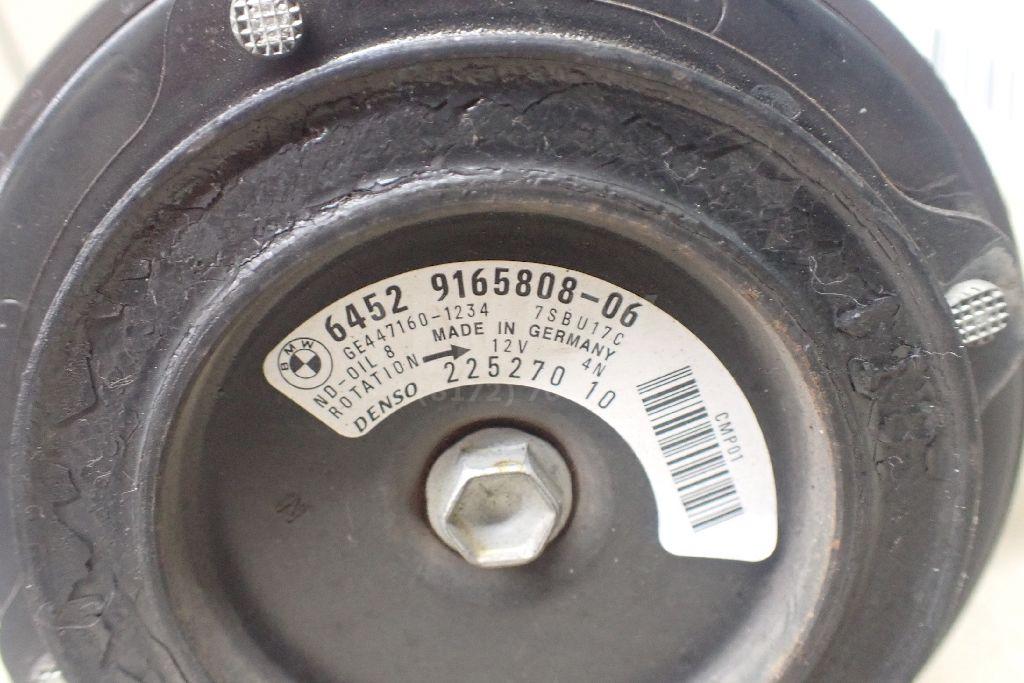 BMW
6452 9165808-06
GE447160-1234 7SBU17C
ND-OIL 8 MADE IN GERMANY
ROTATION → 12V 4N
DENSO 225270 10
CMP01